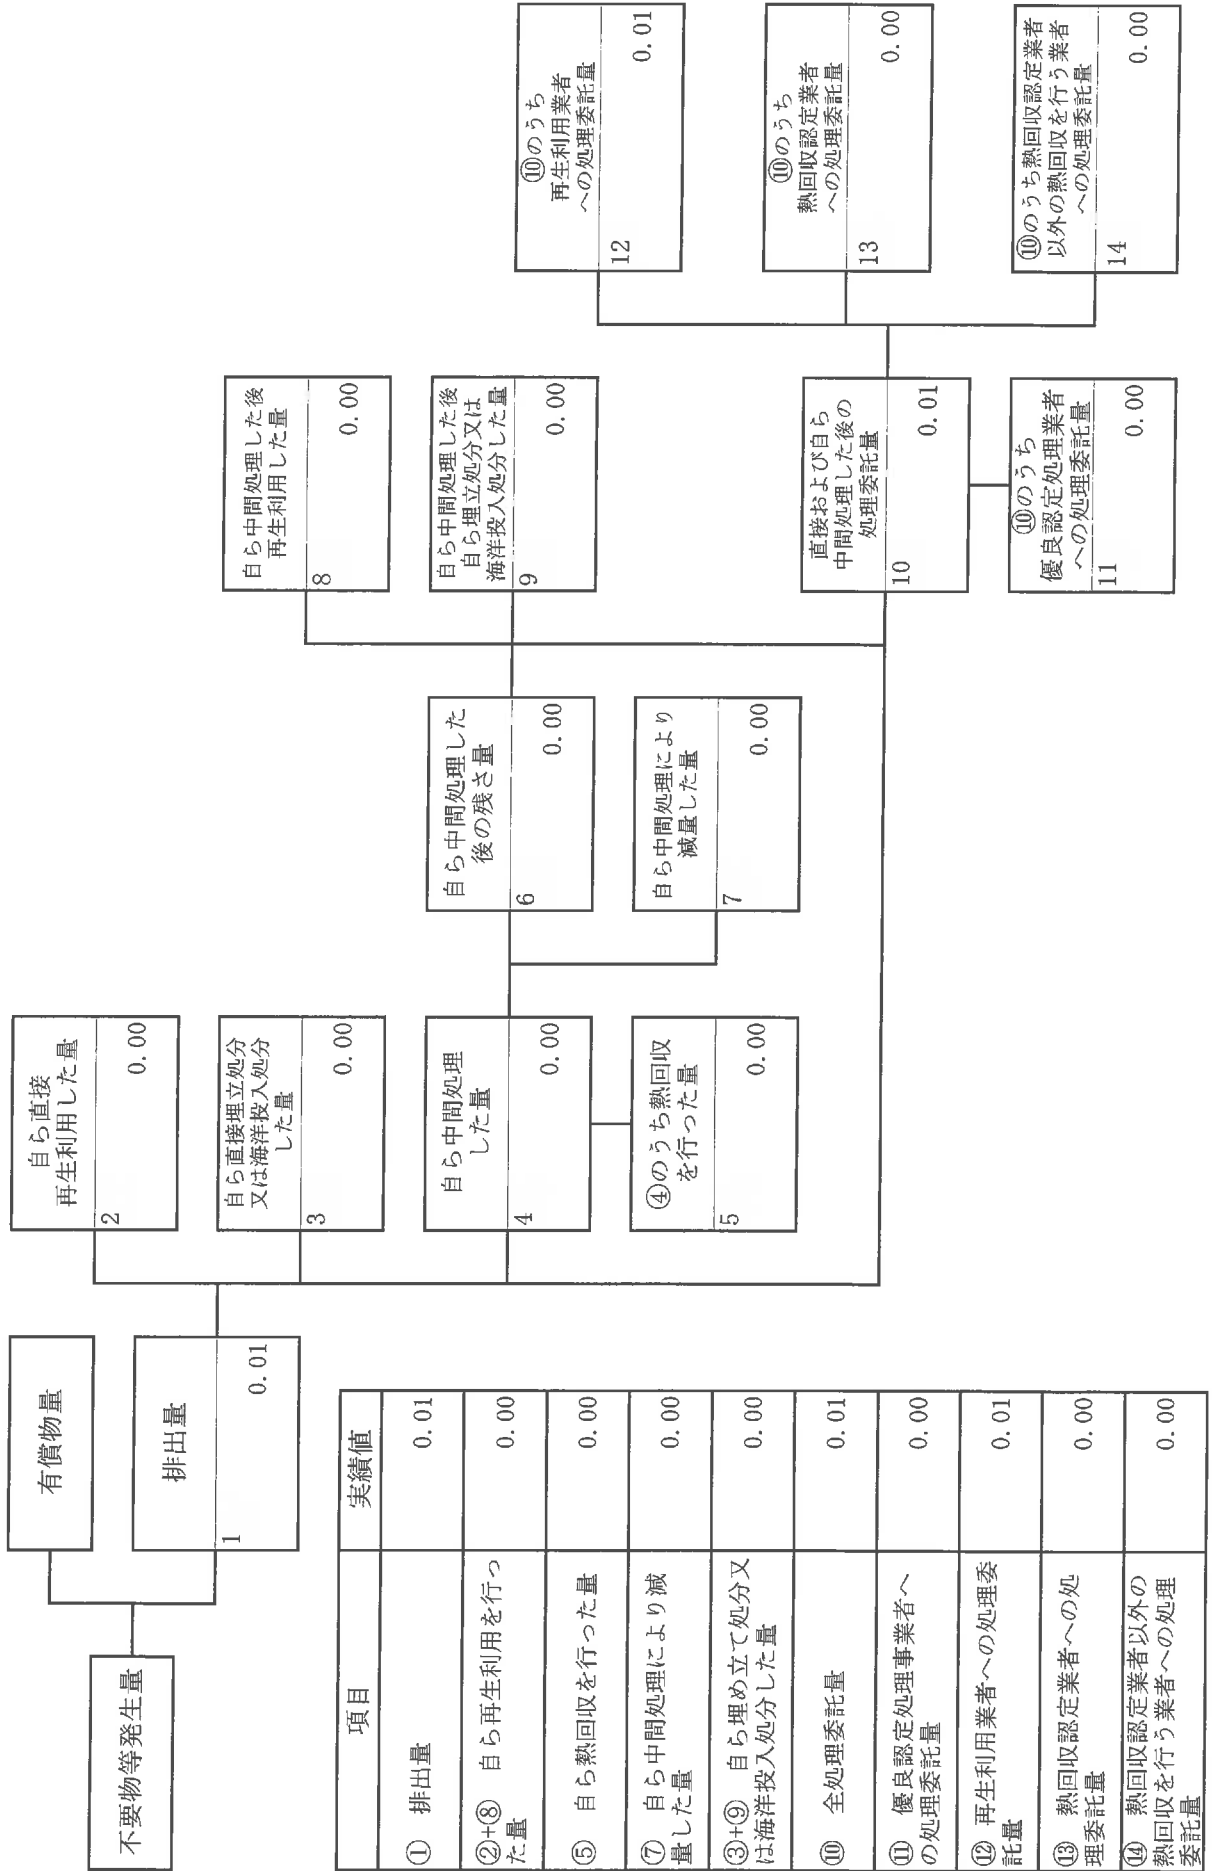 不要物等発生量
有償物量
排出量
1
0.01
自ら直接
再生利用した量
2
0.00
自ら直接埋立処分
又は海洋投入処分
した量
3
0.00
自ら中間処理
した量
4
0.00
④のうち熱回収
を行った量
5
0.00
自ら中間処理した
後の残さ量
6
0.00
自ら中間処理により
減量した量
7
0.00
自ら中間処理した後
再生利用した量
8
0.00
自ら中間処理した後
自ら埋立処分又は
海洋投入処分した量
9
0.00
直接および自ら
中間処理した後の
処理委託量
10
0.01
⑩のうち
優良認定処理業者
への処理委託量
11
0.00
⑩のうち
再生利用業者
への処理委託量
12
0.01
⑩のうち
熱回収認定業者
への処理委託量
13
0.00
⑩のうち熱回収認定業者
以外の熱回収を行う業者
への処理委託量
14
0.00
項目 実績値
① 排出量 0.01
②+⑧ 自ら再生利用を行っ
た量 0.00
⑤ 自ら熱回収を行った量 0.00
⑦ 自ら中間処理により減
量した量 0.00
③+⑨ 自ら埋め立て処分又
は海洋投入処分した量 0.00
⑩ 全処理委託量 0.01
⑪ 優良認定処理事業者へ
の処理委託量 0.00
⑫ 再生利用業者への処理委
託量 0.01
⑬ 熱回収認定業者への処
理委託量 0.00
⑭ 熱回収認定業者以外の
熱回収を行う業者への処理
委託量 0.00